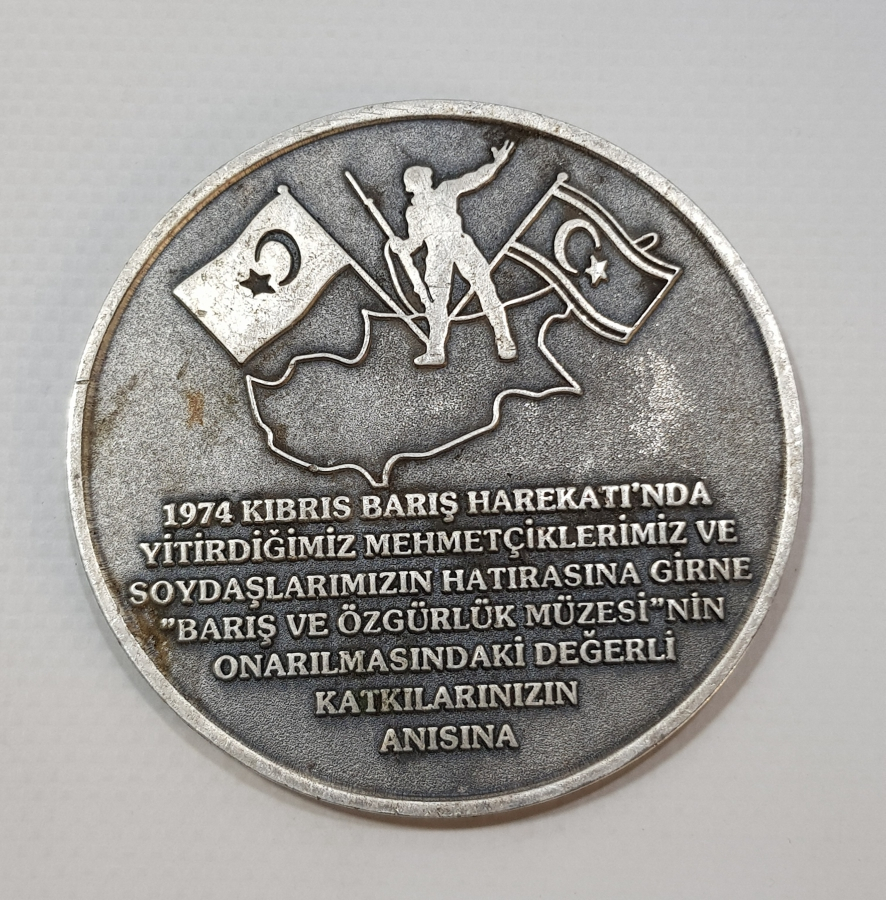 1974 KIBRIS BARIŞ HAREKATI'NDA
YİTİRDİĞİMİZ MEHMETÇİKLERİMİZ VE
SOYDAŞLARIMIZIN HATIRASINA GİRNE
"BARIŞ VE ÖZGÜRLÜK MÜZESİ"NİN
ONARILMASINDAKİ DEĞERLİ
KATKILARINIZIN
ANISINA